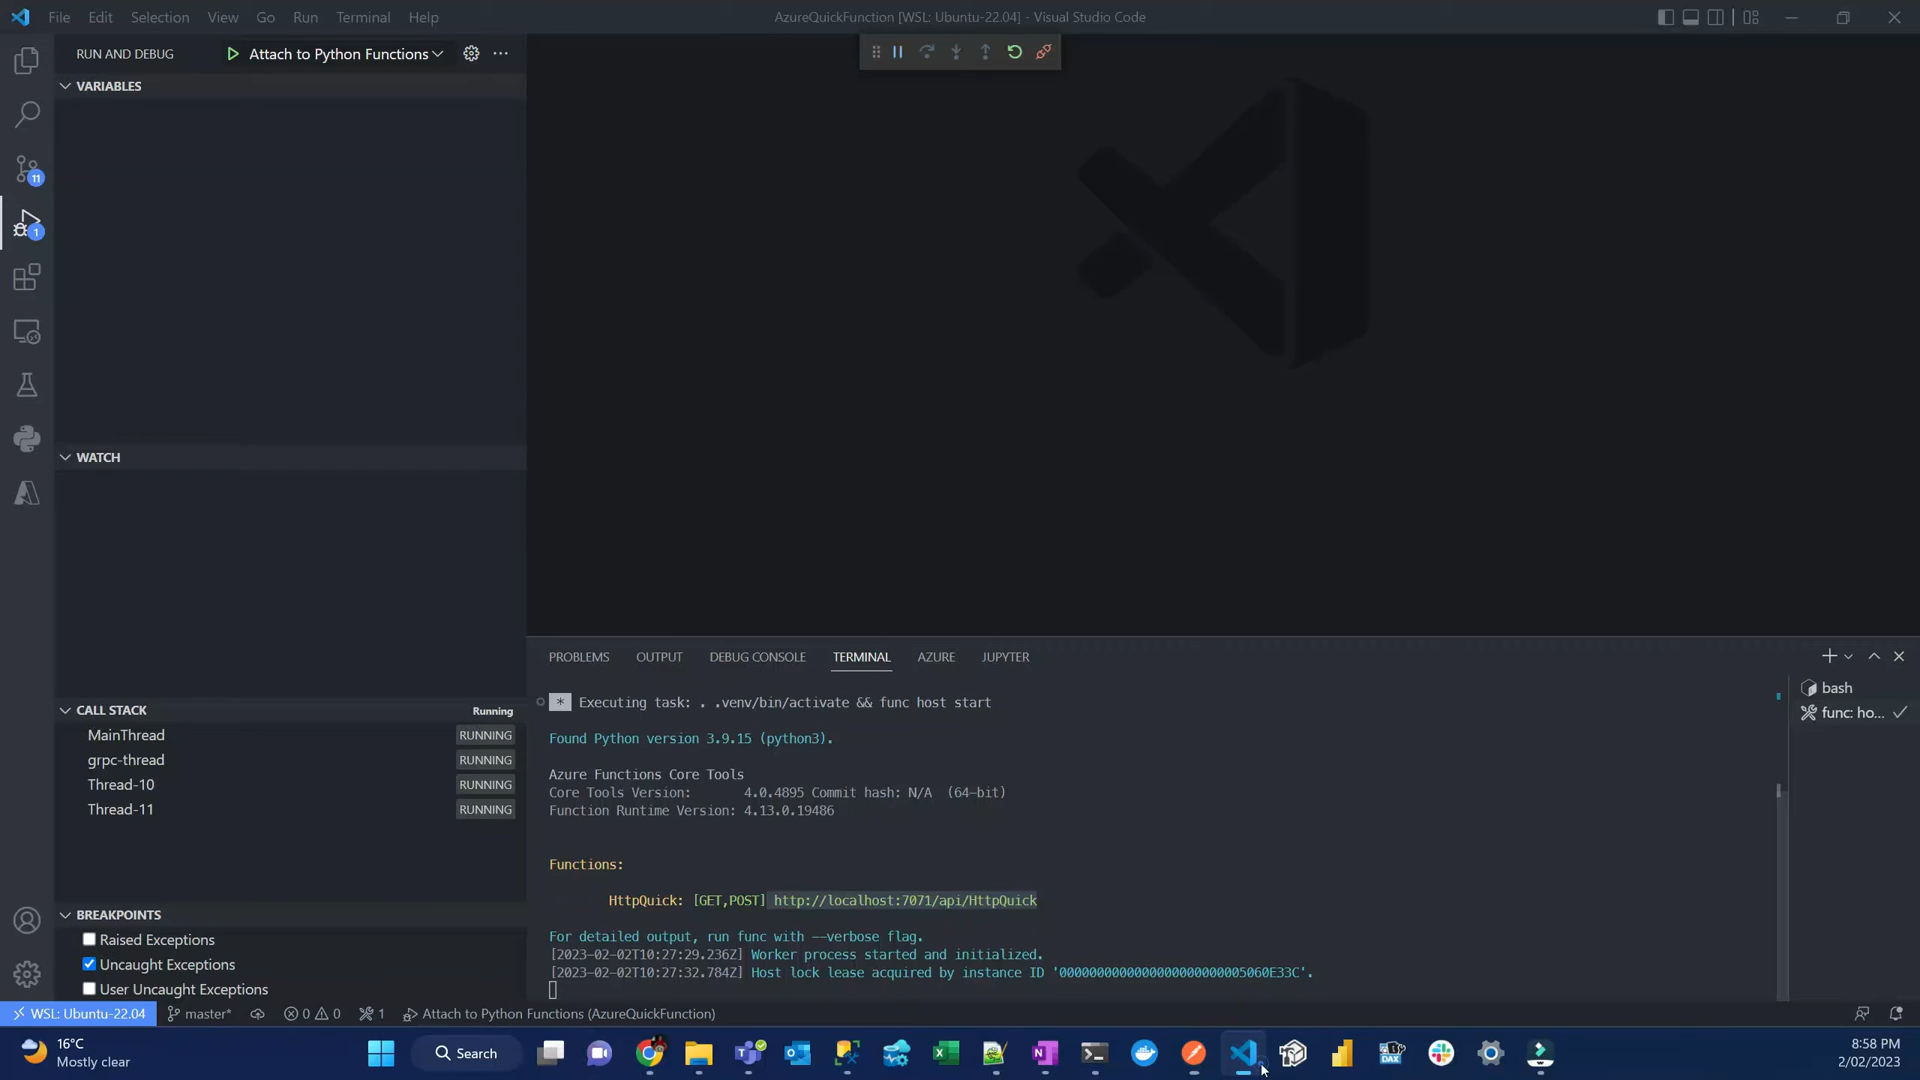 File Edit Selection View Go Run Terminal Help
AzureQuickFunction [WSL: Ubuntu-22.04] - Visual Studio Code
RUN AND DEBUG
Attach to Python Functions
VARIABLES
11
1
WATCH
CALL STACK
Running
MainThread RUNNING
grpc-thread RUNNING
Thread-10 RUNNING
Thread-11 RUNNING
BREAKPOINTS
Raised Exceptions
Uncaught Exceptions
User Uncaught Exceptions
PROBLEMS OUTPUT DEBUG CONSOLE TERMINAL AZURE JUPYTER
* Executing task: . .venv/bin/activate && func host start
Found Python version 3.9.15 (python3).
Azure Functions Core Tools
Core Tools Version: 4.0.4895 Commit hash: N/A (64-bit)
Function Runtime Version: 4.13.0.19486
Functions:
HttpQuick: [GET,POST] http://localhost:7071/api/HttpQuick
For detailed output, run func with --verbose flag.
[2023-02-02T10:27:29.236Z] Worker process started and initialized.
[2023-02-02T10:27:32.784Z] Host lock lease acquired by instance ID '0000000000000000000000005060E33C'.
bash
func: ho...
WSL: Ubuntu-22.04
master*
0 0
1
Attach to Python Functions (AzureQuickFunction)
16°C
Mostly clear
Search
DAX
8:58 PM
2/02/2023